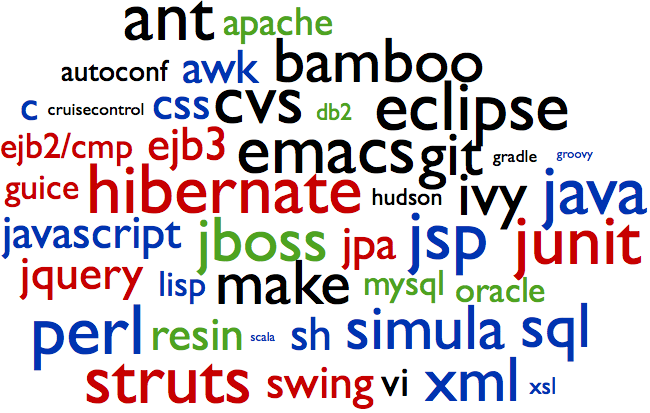 ant apache
autoconf awk bamboo
c cruisecontrol css cvs db2 eclipse
ejb2/cmp ejb3 emacs git gradle groovy
guice hibernate hudson ivy java
javascript jboss jpa jsp junit
jquery lisp make mysql oracle
perl resin scala sh simula sql
struts swing vi xml xsl